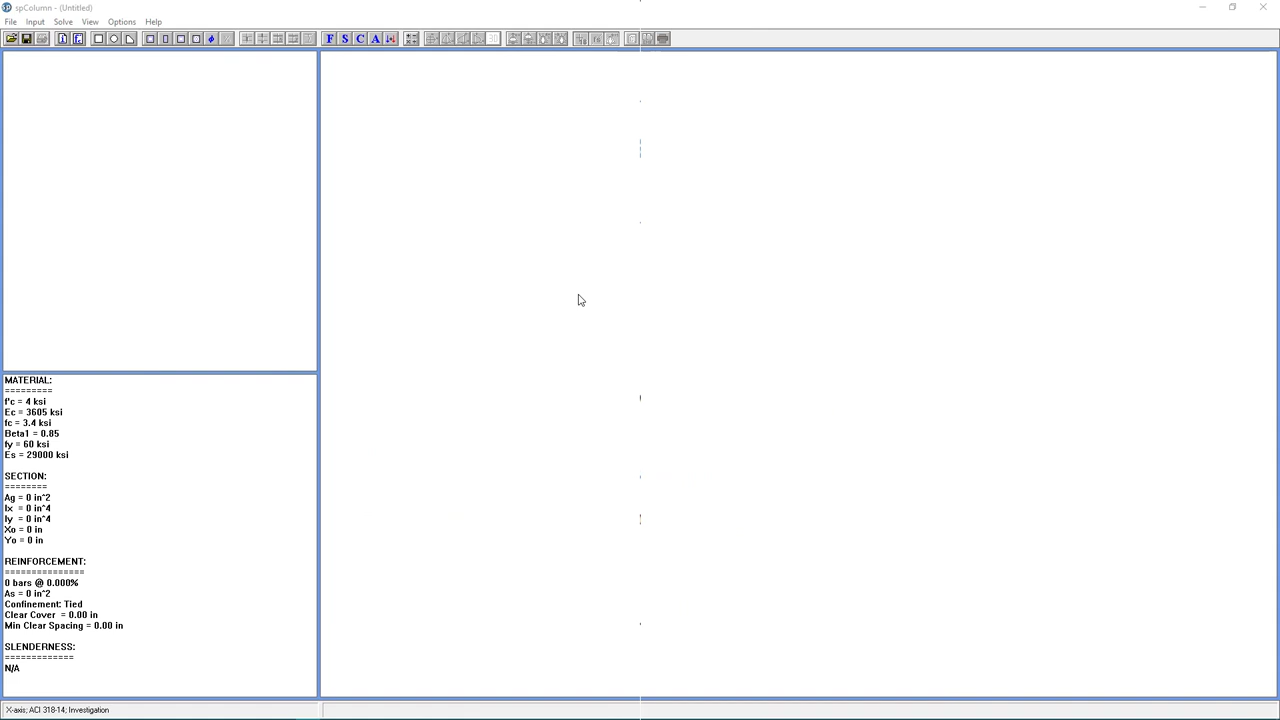 spColumn - (Untitled)
File Input Solve View Options Help
F S C A
MATERIAL:
=========
f'c = 4 ksi
Ec = 3605 ksi
fc = 3.4 ksi
Beta1 = 0.85
fy = 60 ksi
Es = 29000 ksi
SECTION:
========
Ag = 0 in^2
Ix = 0 in^4
Iy = 0 in^4
Xo = 0 in
Yo = 0 in
REINFORCEMENT:
===============
0 bars @ 0.000%
As = 0 in^2
Confinement: Tied
Clear Cover = 0.00 in
Min Clear Spacing = 0.00 in
SLENDERNESS:
=============
N/A
X-axis; ACI 318-14; Investigation